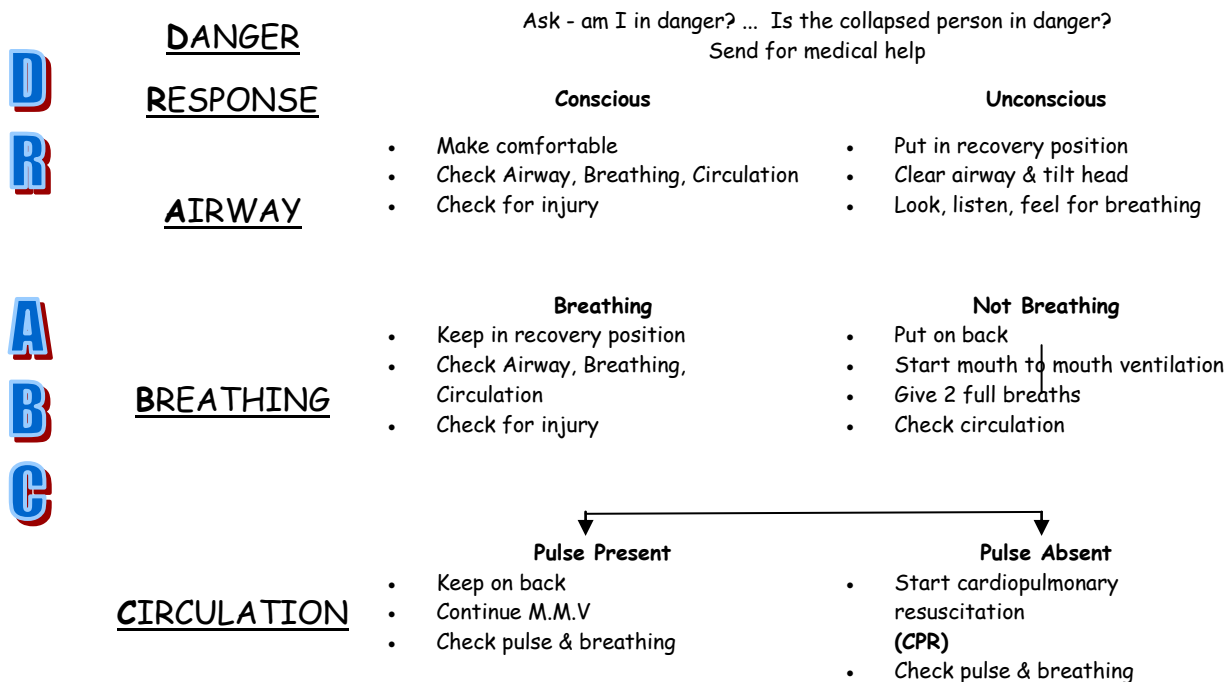 D
R
A
B
C
DANGER
Ask - am I in danger? ... Is the collapsed person in danger?
Send for medical help
RESPONSE
Conscious
Unconscious
AIRWAY
• Make comfortable
• Check Airway, Breathing, Circulation
• Check for injury
• Put in recovery position
• Clear airway & tilt head
• Look, listen, feel for breathing
BREATHING
Breathing
• Keep in recovery position
• Check Airway, Breathing,
Circulation
• Check for injury
Not Breathing
• Put on back
• Start mouth to mouth ventilation
• Give 2 full breaths
• Check circulation
CIRCULATION
Pulse Present
• Keep on back
• Continue M.M.V
• Check pulse & breathing
Pulse Absent
• Start cardiopulmonary
resuscitation
(CPR)
• Check pulse & breathing